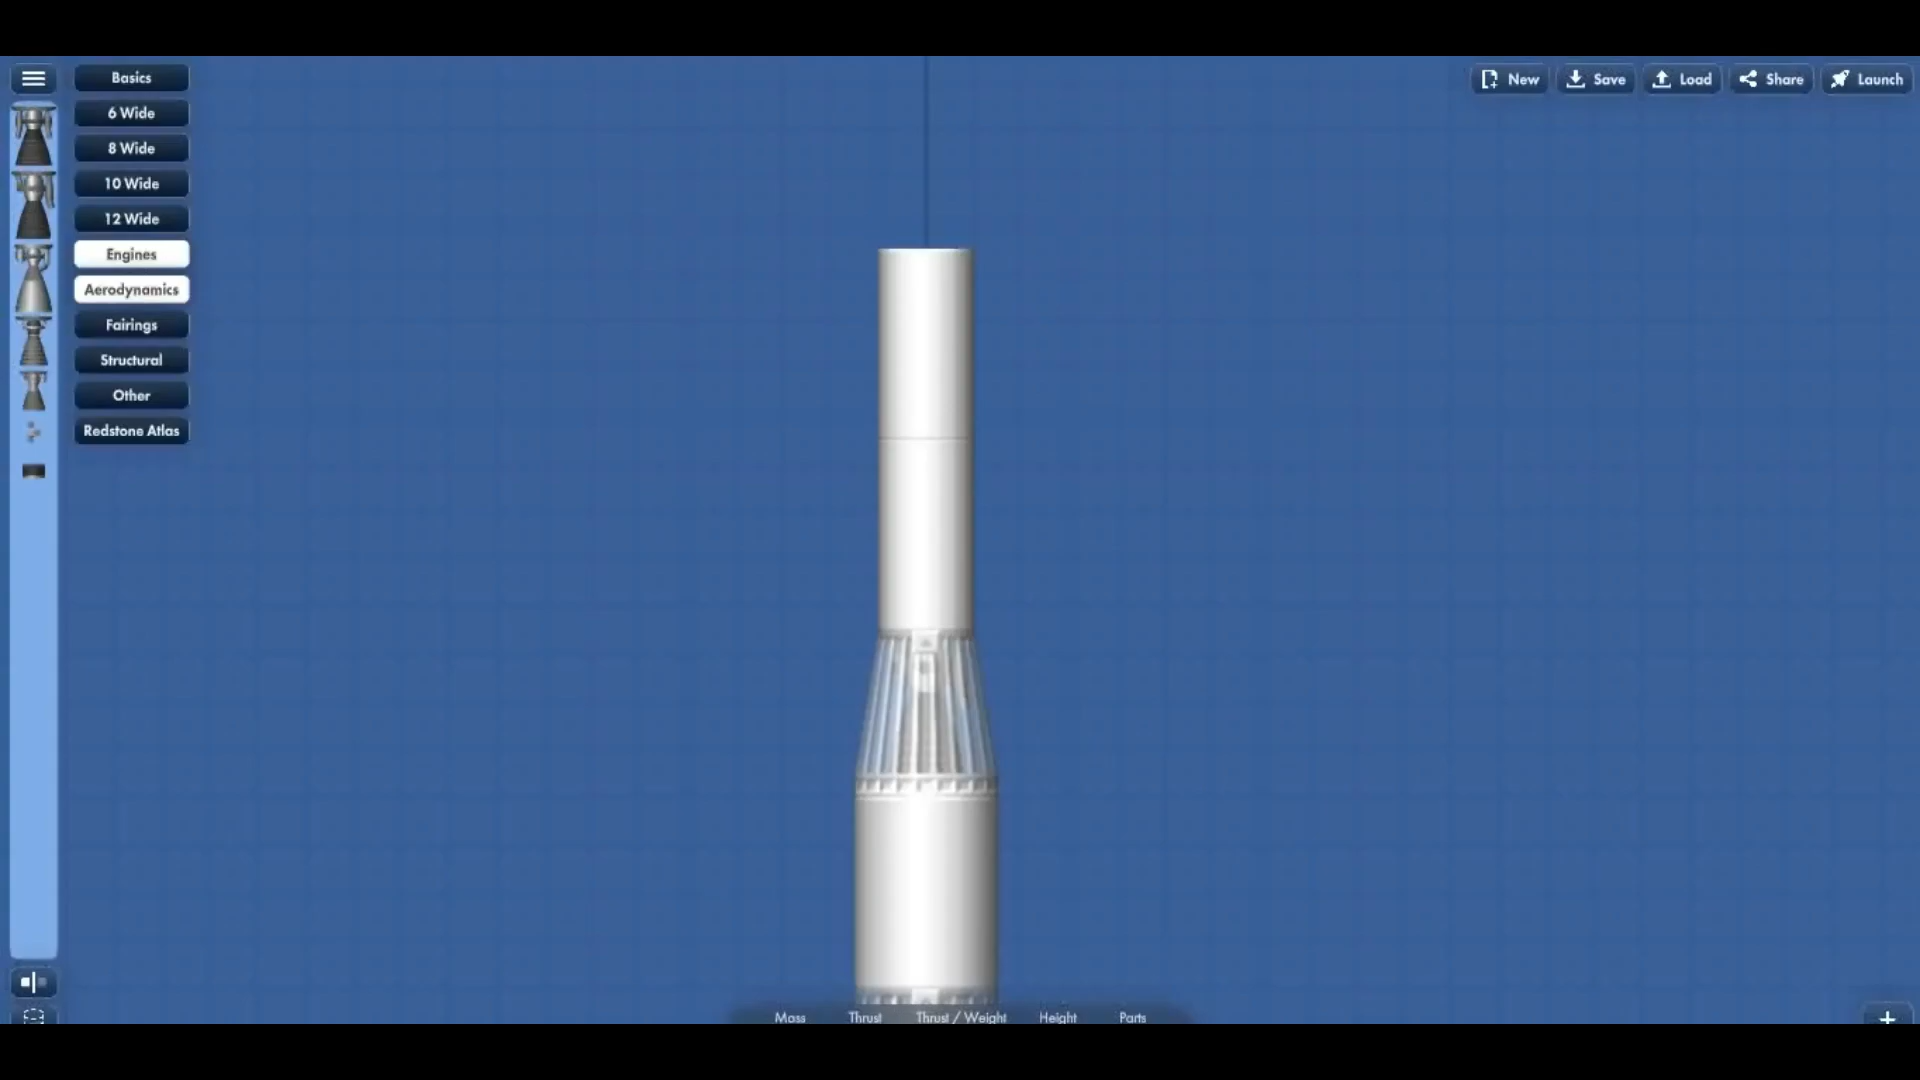 Basics
6 Wide
8 Wide
10 Wide
12 Wide
Engines
Aerodynamics
Fairings
Structural
Other
Redstone Atlas
New Save Load Share Launch
Mass Thrust Thrust / Weight Height Parts